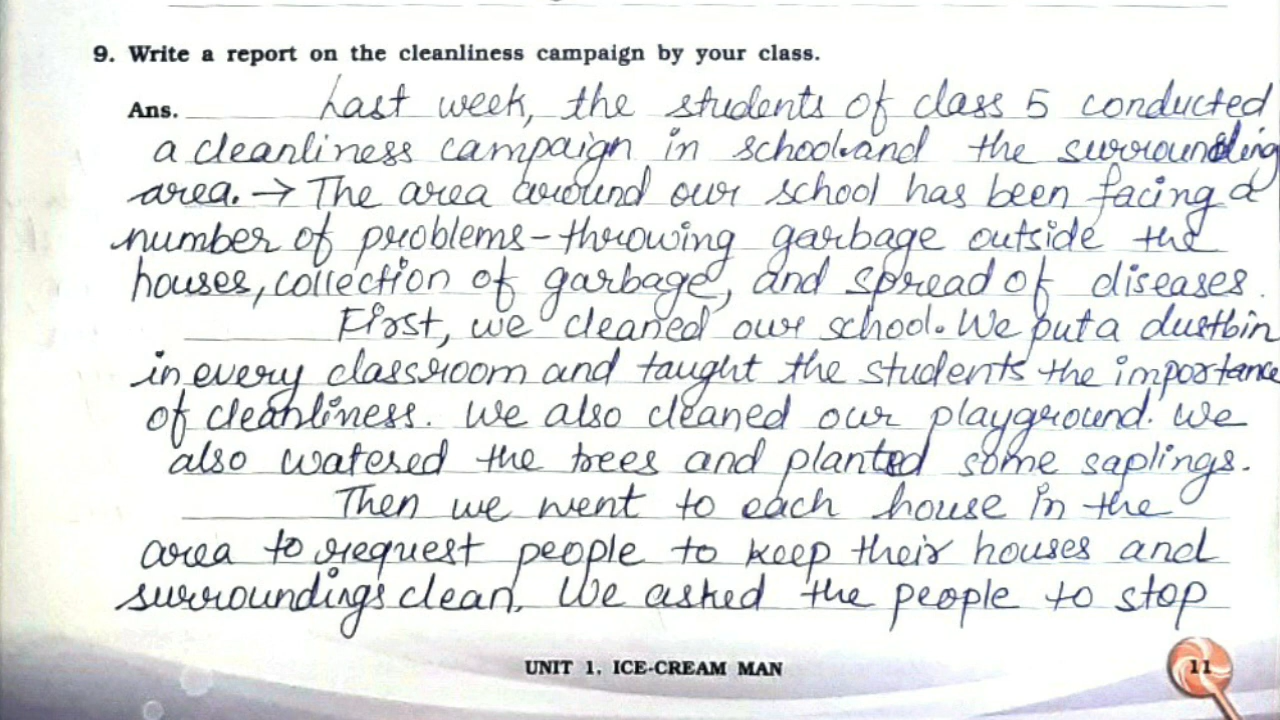 9. Write a report on the cleanliness campaign by your class.
Ans. Last week, the students of class 5 conducted
a cleanliness campaign in school and the surrounding
area. → The area around our school has been facing a
number of problems - throwing garbage outside the
houses, collection of garbage, and spread of diseases.
First, we cleaned our school. We put a dustbin
in every classroom and taught the students the importance
of cleanliness. We also cleaned our playground. We
also watered the trees and planted some saplings.
Then we went to each house in the
area to request people to keep their houses and
surroundings clean. We asked the people to stop
UNIT 1. ICE-CREAM MAN
11